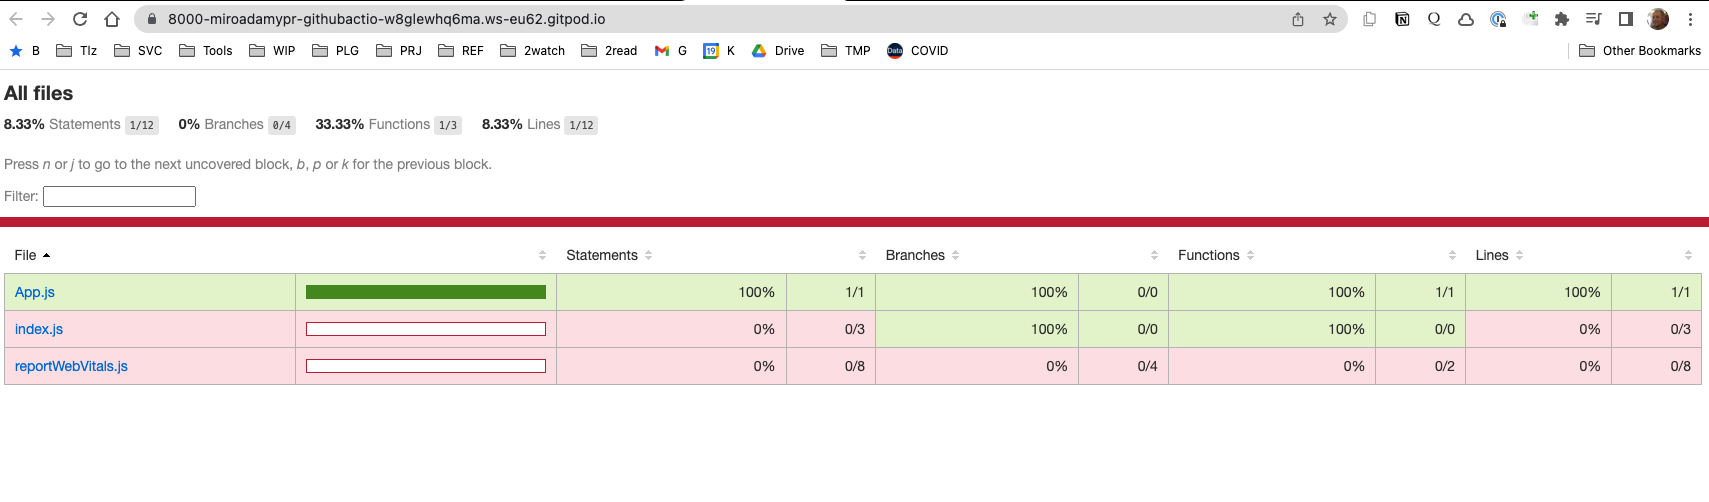 8000-miroadamypr-githubactio-w8glewhq6ma.ws-eu62.gitpod.io
B Tlz SVC Tools WIP PLG PRJ REF 2watch 2read G 19 K Drive TMP Data COVID Other Bookmarks
All files
8.33% Statements 1/12 0% Branches 0/4 33.33% Functions 1/3 8.33% Lines 1/12
Press n or j to go to the next uncovered block, b, p or k for the previous block.
Filter:
File Statements Branches Functions Lines
App.js 100% 1/1 100% 0/0 100% 1/1 100% 1/1
index.js 0% 0/3 100% 0/0 100% 0/0 0% 0/3
reportWebVitals.js 0% 0/8 0% 0/4 0% 0/2 0% 0/8